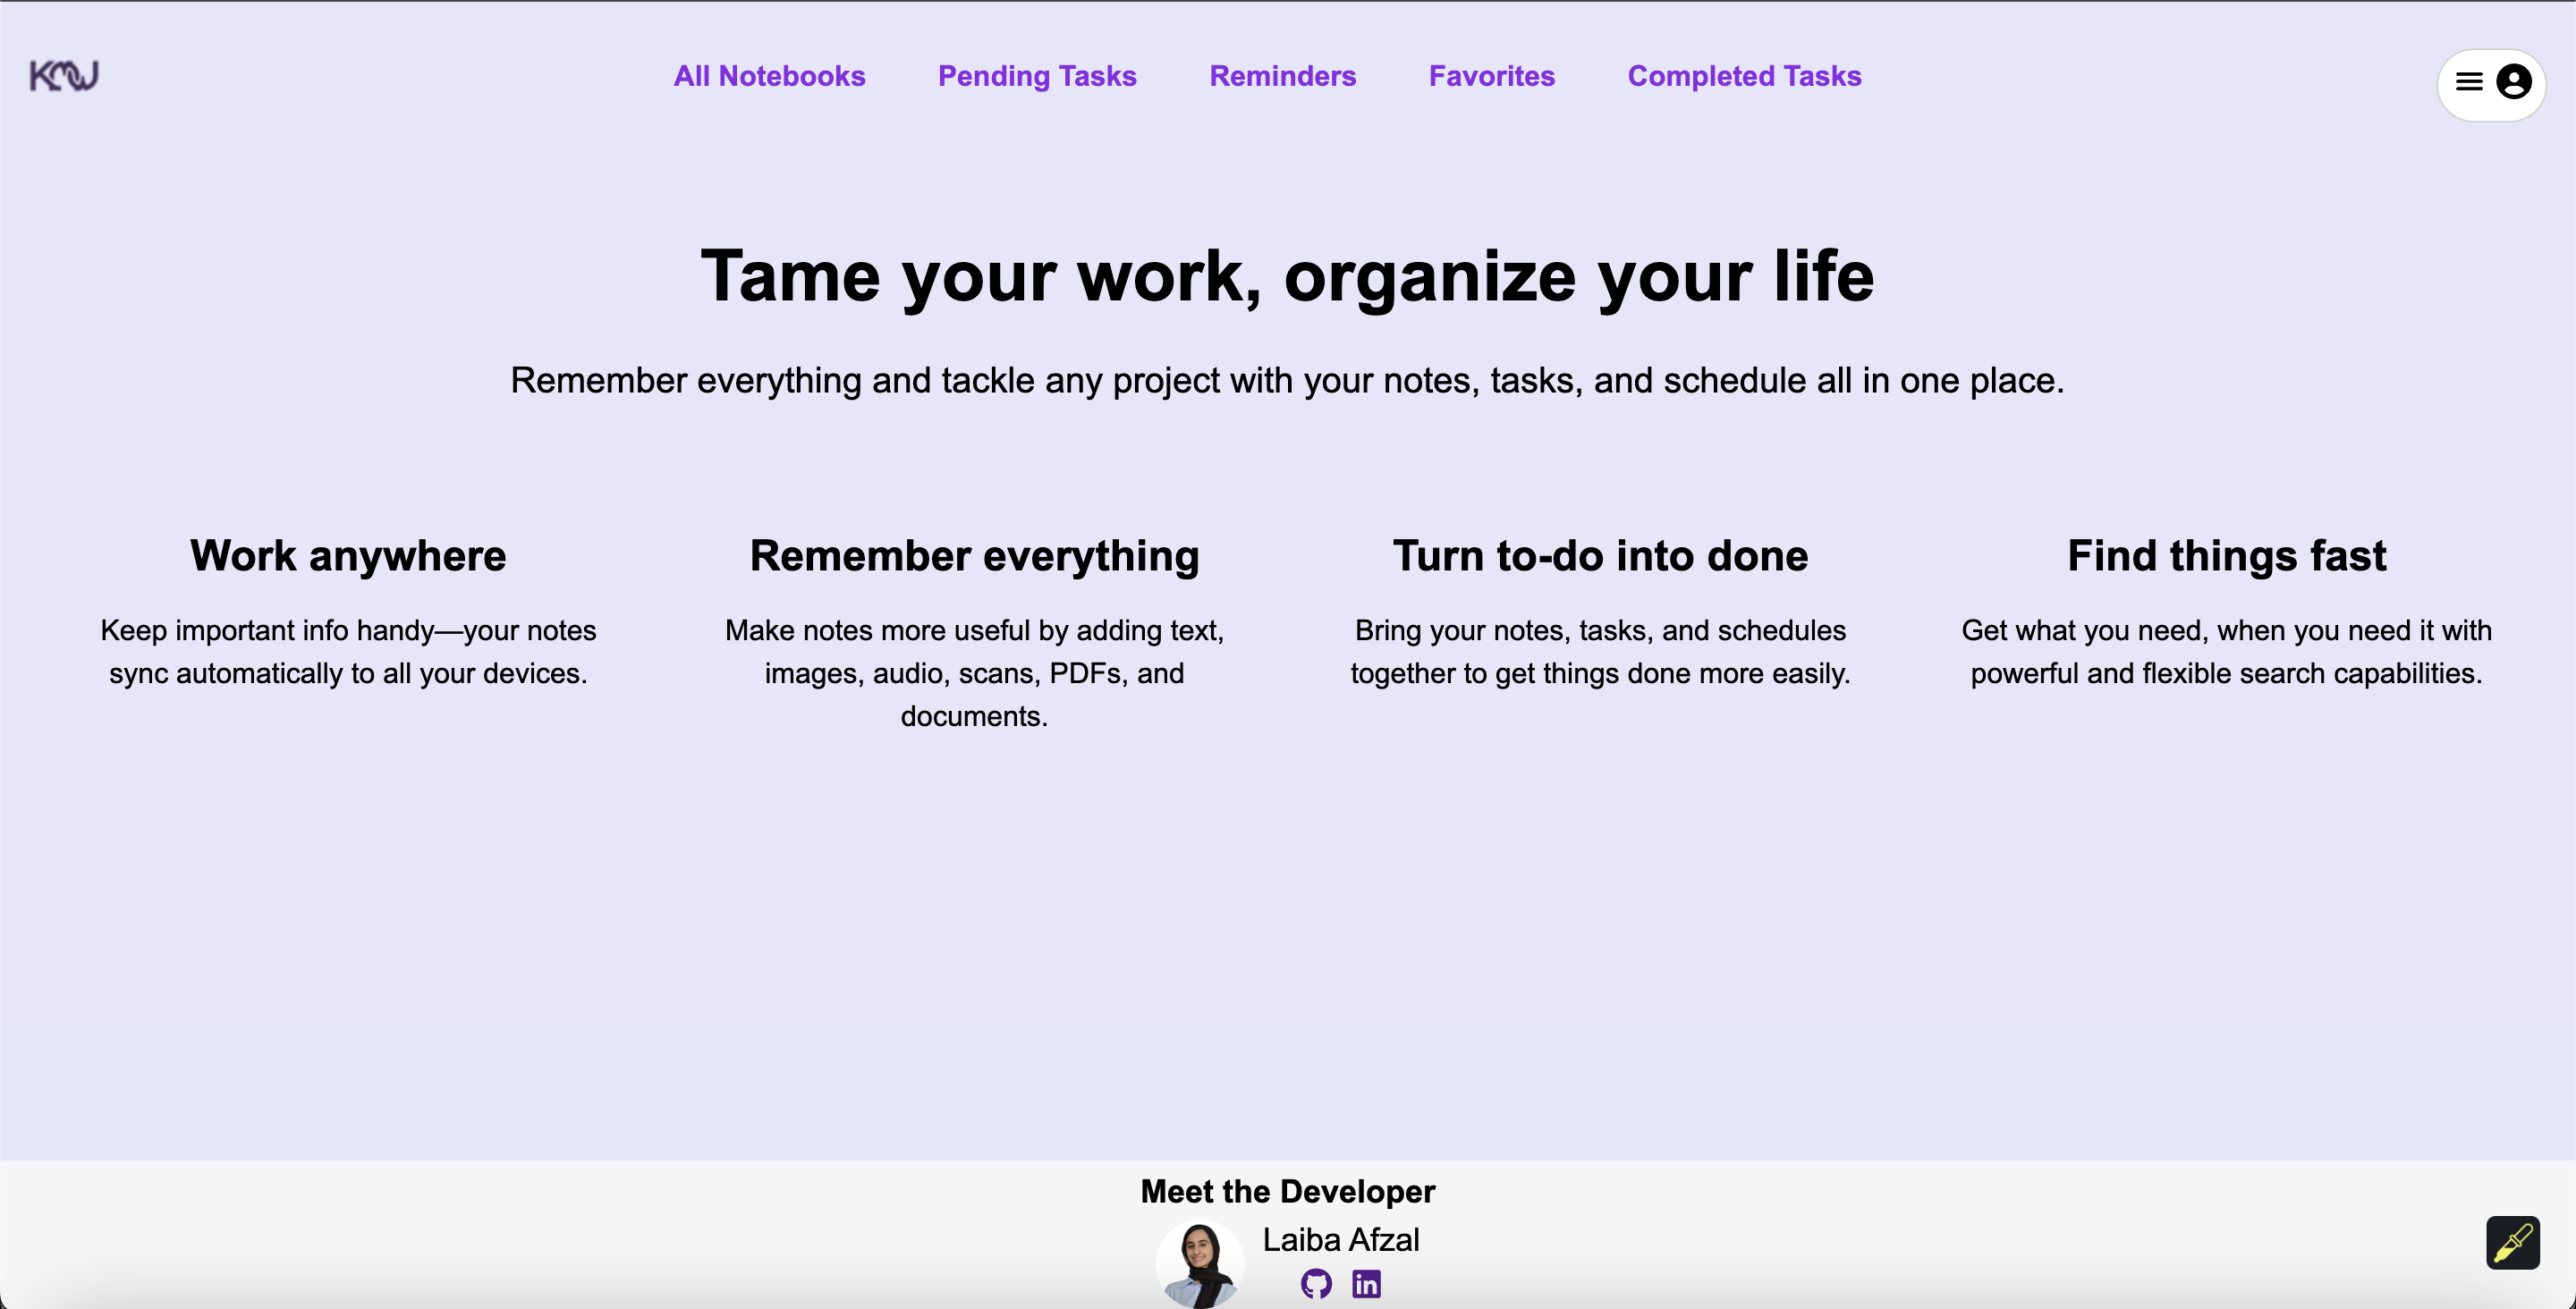 KMW
All Notebooks Pending Tasks Reminders Favorites Completed Tasks
Tame your work, organize your life
Remember everything and tackle any project with your notes, tasks, and schedule all in one place.
Work anywhere
Keep important info handy—your notes
sync automatically to all your devices.
Remember everything
Make notes more useful by adding text,
images, audio, scans, PDFs, and
documents.
Turn to-do into done
Bring your notes, tasks, and schedules
together to get things done more easily.
Find things fast
Get what you need, when you need it with
powerful and flexible search capabilities.
Meet the Developer
Laiba Afzal
in